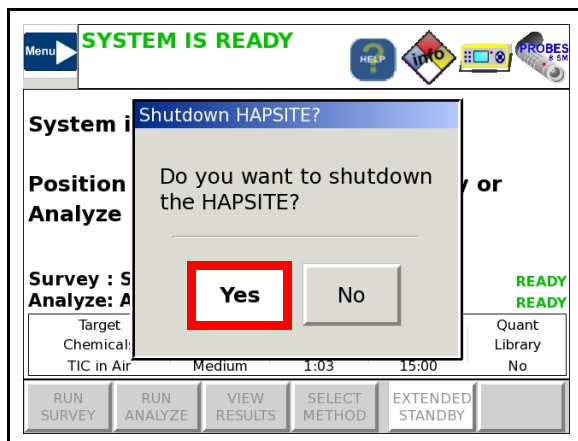 Menu
SYSTEM IS READY
HELP
info
PROBES
& SM
System i
Shutdown HAPSITE?
Position
Do you want to shutdown
the HAPSITE?
y or
Analyze
Survey : S
READY
Analyze: A
READY
Yes
No
Target
Quant
Chemical
Library
TIC in Air
Medium
1:03
15:00
No
RUN
SURVEY
RUN
ANALYZE
VIEW
RESULTS
SELECT
METHOD
EXTENDED
STANDBY